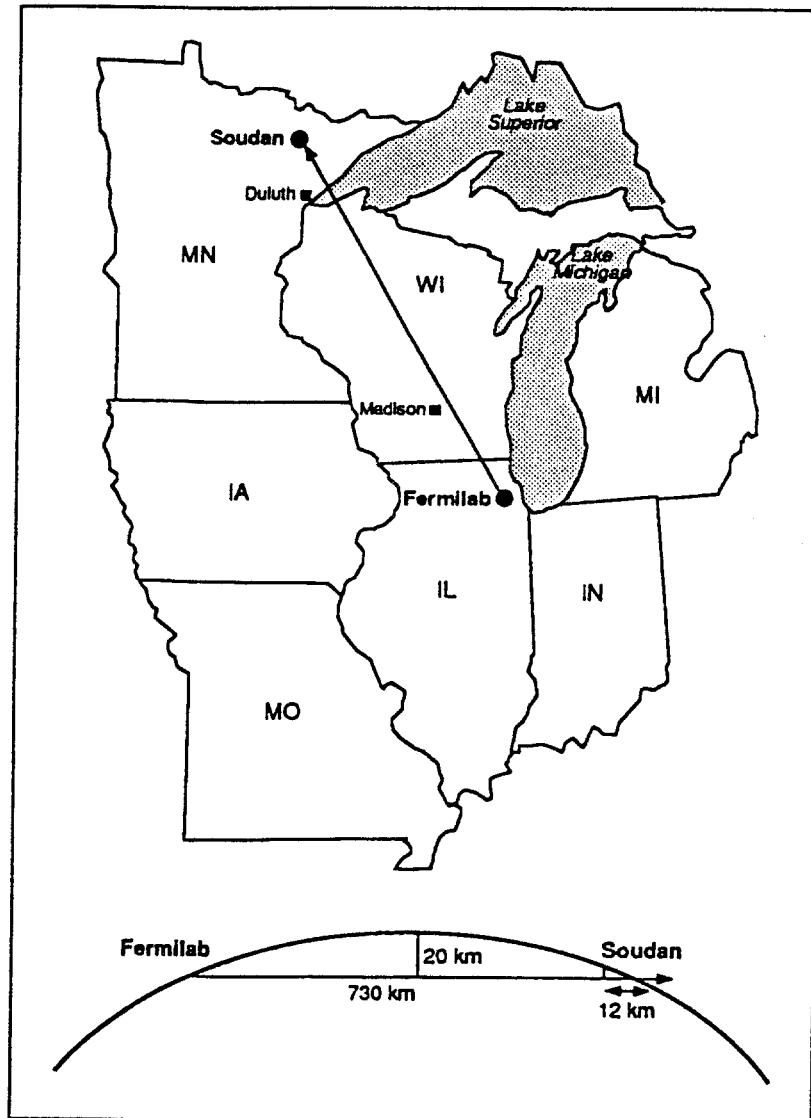 Lake
Superior
Soudan
Duluth
MN
WI
Lake
Michigan
MI
Madison
IA
Fermilab
IL
IN
MO
Fermilab
20 km
Soudan
730 km
12 km